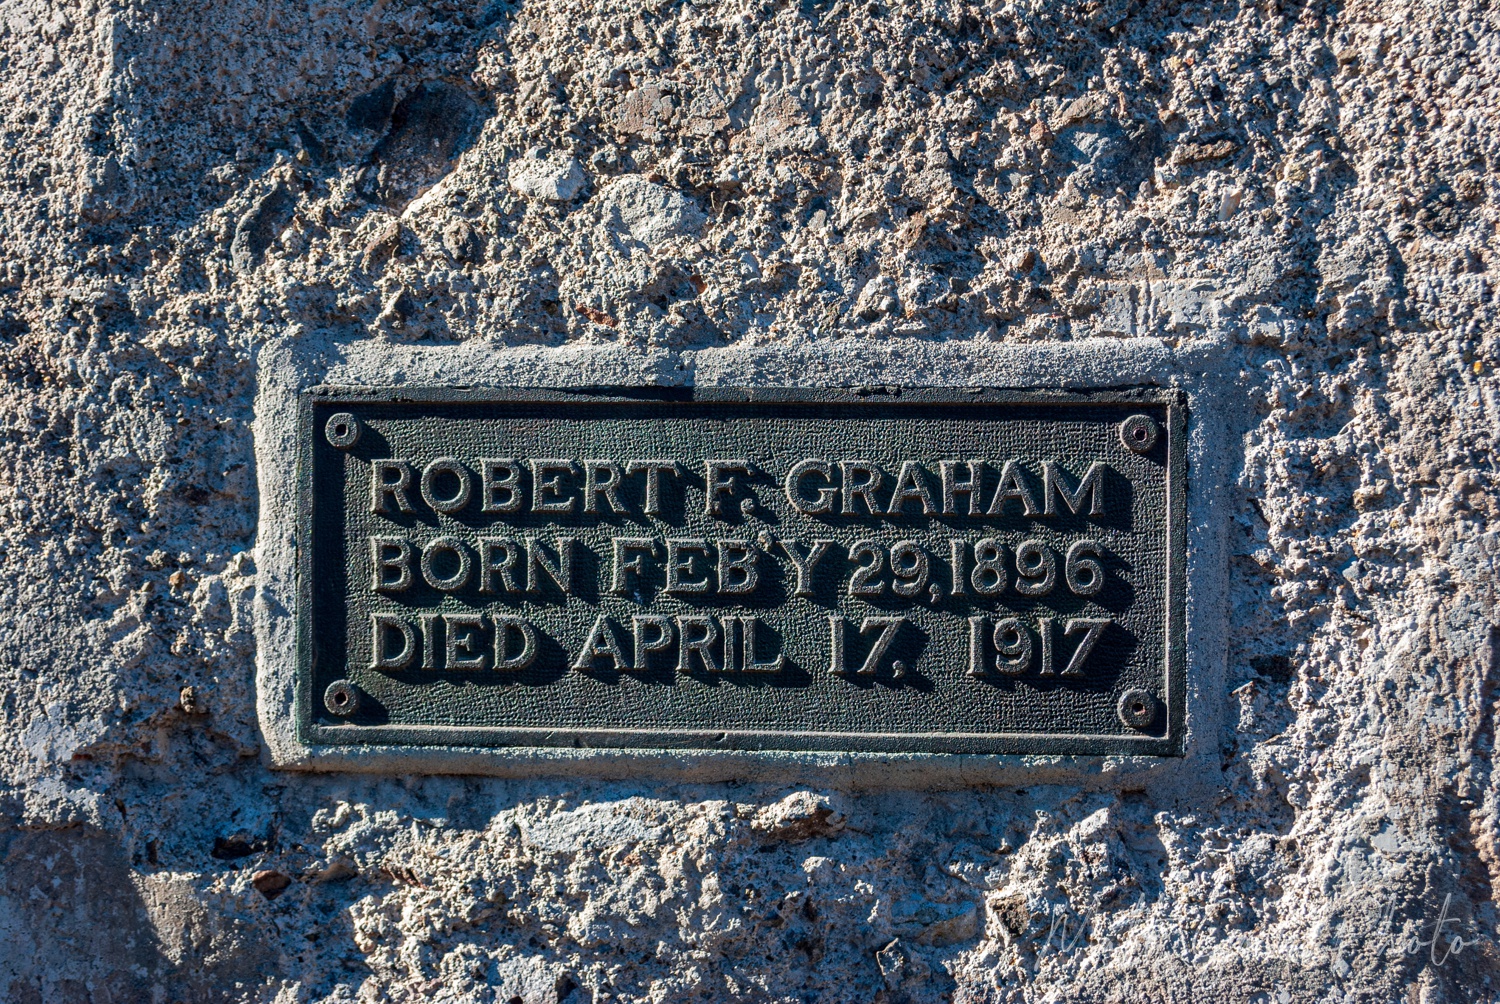 ROBERT F. GRAHAM
BORN FEB'Y 29, 1896
DIED APRIL 17, 1917